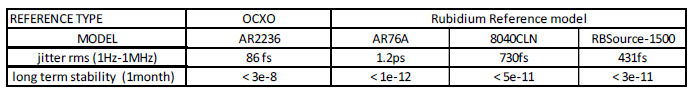 REFERENCE TYPE OCXO Rubidium Reference model
MODEL AR2236 AR76A 8040CLN RBSource-1500
jitter rms (1Hz-1MHz) 86 fs 1.2ps 730fs 431fs
long term stability (1month) < 3e-8 < 1e-12 < 5e-11 < 3e-11